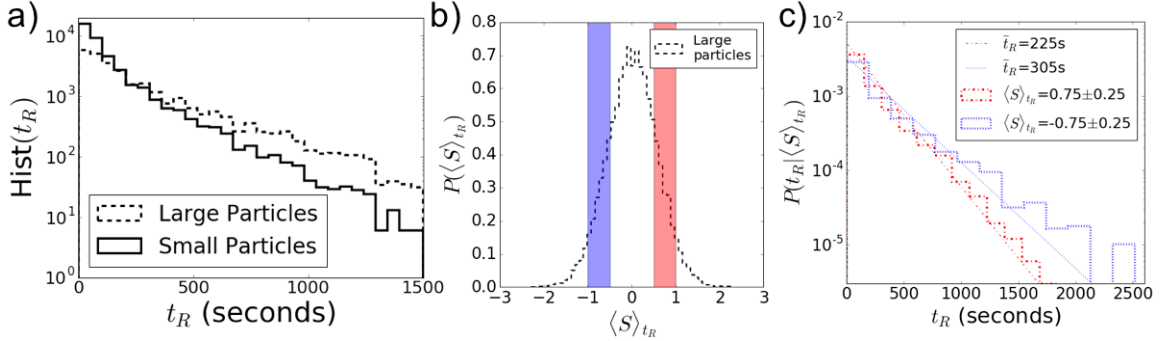 a)
Hist(t_R)
10^4
10^3
10^2
10^1
10^0
Large Particles
Small Particles
0
500
1000
1500
t_R (seconds)
b)
P(⟨S⟩_{t_R})
0.8
0.7
0.6
0.5
0.4
0.3
0.2
0.1
0.0
Large
particles
−3
−2
−1
0
1
2
3
⟨S⟩_{t_R}
c)
P(t_R|⟨S⟩_{t_R})
10^{-2}
10^{-3}
10^{-4}
10^{-5}
t̄_R=225s
t̄_R=305s
⟨S⟩_{t_R}=0.75±0.25
⟨S⟩_{t_R}=-0.75±0.25
0
500
1000
1500
2000
2500
t_R (seconds)